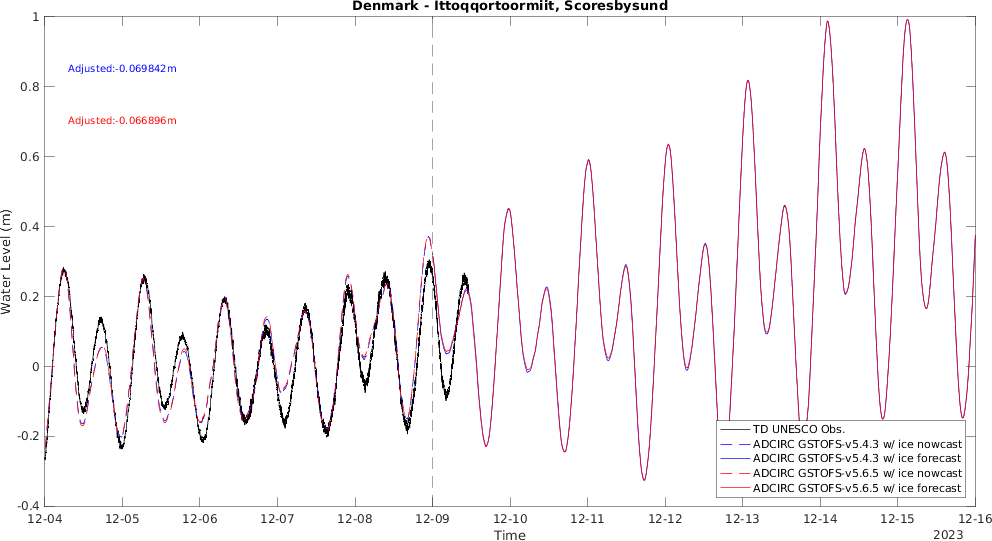 Denmark - Ittoqqortoormiit, Scoresbysund
Adjusted:-0.069842m
Adjusted:-0.066896m
Water Level (m)
1
0.8
0.6
0.4
0.2
0
-0.2
-0.4
TD UNESCO Obs.
ADCIRC GSTOFS-v5.4.3 w/ ice nowcast
ADCIRC GSTOFS-v5.4.3 w/ ice forecast
ADCIRC GSTOFS-v5.6.5 w/ ice nowcast
ADCIRC GSTOFS-v5.6.5 w/ ice forecast
12-04 12-05 12-06 12-07 12-08 12-09 12-10 12-11 12-12 12-13 12-14 12-15 12-16
Time
2023